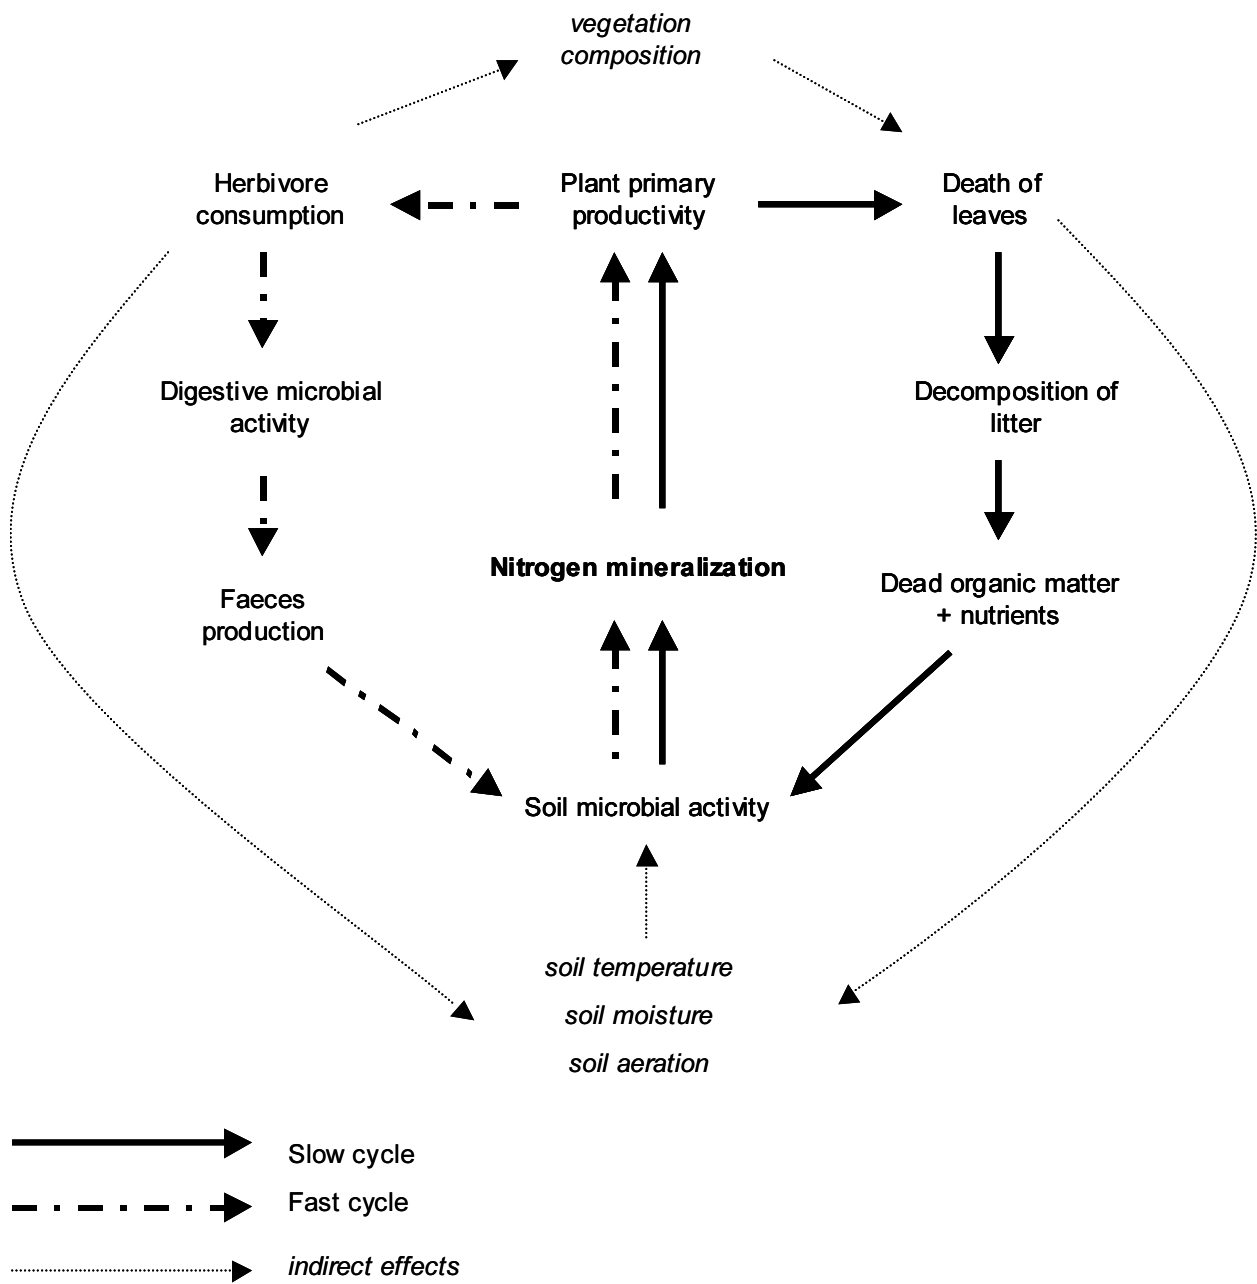 vegetation
composition
Herbivore
consumption
Plant primary
productivity
Death of
leaves
Digestive microbial
activity
Decomposition of
litter
Nitrogen mineralization
Faeces
production
Dead organic matter
+ nutrients
Soil microbial activity
soil temperature
soil moisture
soil aeration
Slow cycle
Fast cycle
indirect effects